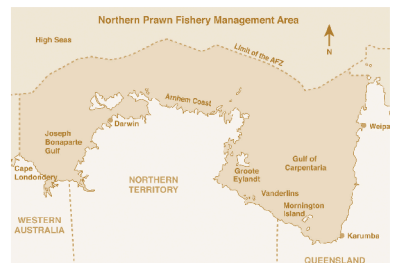 Northern Prawn Fishery Management Area
High Seas
Limit of the AFZ
N
Arnhem Coast
Darwin
Weipa
Joseph
Bonaparte
Gulf
Gulf of
Carpentaria
Cape
Londonderry
Groote
Eylandt
NORTHERN
TERRITORY
Vanderlins
Mornington
Island
WESTERN
AUSTRALIA
Karumba
QUEENSLAND